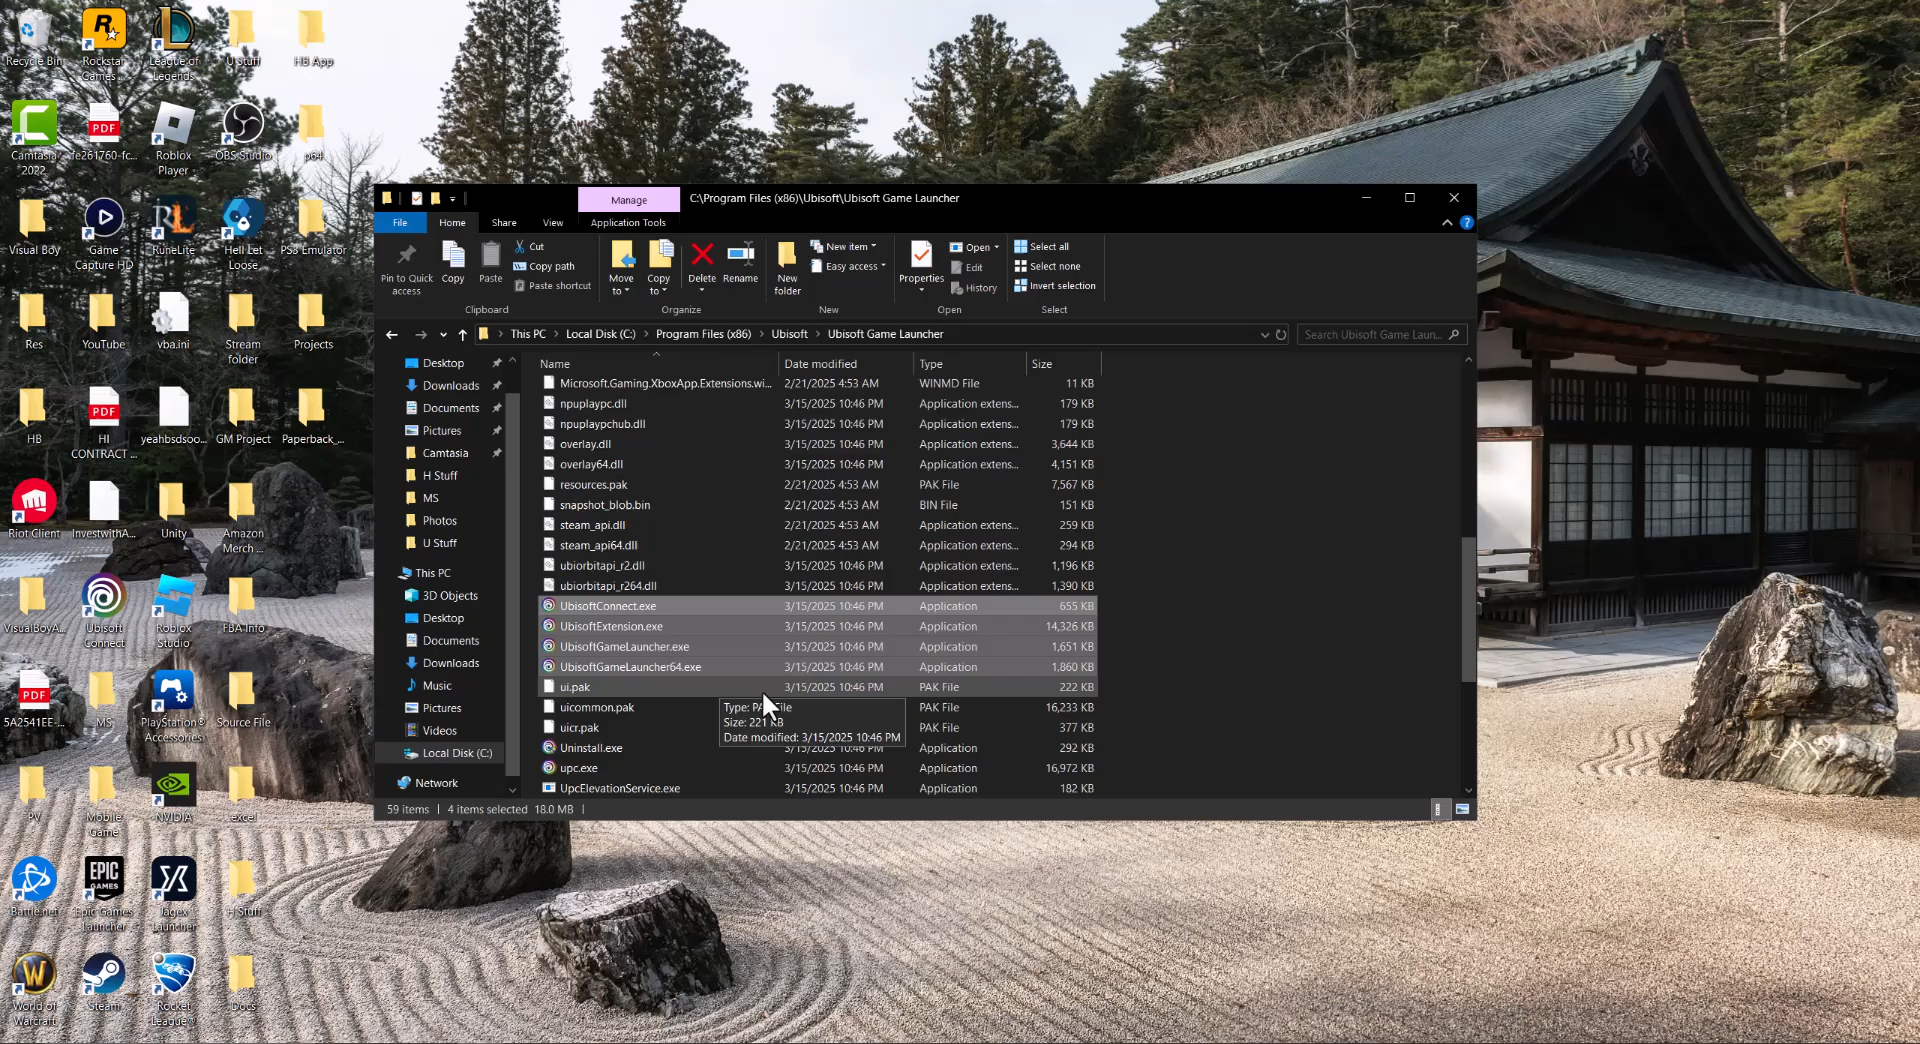 Recycle Bin
Rockstar Games ...
League of Legends
U Stuff
HB App
Camtasia 2022
PDF
fe261760-fc...
Roblox Player
OBS Studio
p64
Visual Boy
Game Capture HD
RuneLite
Hell Let Loose
PS3 Emulator
Res
YouTube
vba.ini
Stream folder
Projects
HB
PDF
HI CONTRACT ...
yeahbsdsoo...
GM Project
Paperback_...
Riot Client
InvestwithA...
Unity
Amazon Merch ...
VisualBoyA...
Ubisoft Connect
Roblox Studio
FBA Info
PDF
5A2541EE-...
MS
PlayStation® Accessories
Source File
PV
Mobile Game
NVIDIA
excel
Battle.net
EPIC GAMES
Epic Games Launcher
Jagex Launcher
H Stuff
World of Warcraft
Steam
Rocket League
Docs
Manage
C:\Program Files (x86)\Ubisoft\Ubisoft Game Launcher
File
Home
Share
View
Application Tools
Pin to Quick access
Copy
Paste
Cut
Copy path
Paste shortcut
Clipboard
Move to
Copy to
Delete
Rename
Organize
New folder
New item
Easy access
New
Properties
Open
Edit
History
Open
Select all
Select none
Invert selection
Select
This PC > Local Disk (C:) > Program Files (x86) > Ubisoft > Ubisoft Game Launcher
Search Ubisoft Game Laun...
Desktop
Downloads
Documents
Pictures
Camtasia
H Stuff
MS
Photos
U Stuff
This PC
3D Objects
Desktop
Documents
Downloads
Music
Pictures
Videos
Local Disk (C:)
Network
Name Date modified Type Size
Microsoft.Gaming.XboxApp.Extensions.wi... 2/21/2025 4:53 AM WINMD File 11 KB
npuplaypc.dll 3/15/2025 10:46 PM Application extens... 179 KB
npuplaypchub.dll 3/15/2025 10:46 PM Application extens... 179 KB
overlay.dll 3/15/2025 10:46 PM Application extens... 3,644 KB
overlay64.dll 3/15/2025 10:46 PM Application extens... 4,151 KB
resources.pak 2/21/2025 4:53 AM PAK File 7,567 KB
snapshot_blob.bin 2/21/2025 4:53 AM BIN File 151 KB
steam_api.dll 2/21/2025 4:53 AM Application extens... 259 KB
steam_api64.dll 2/21/2025 4:53 AM Application extens... 294 KB
ubiorbitapi_r2.dll 3/15/2025 10:46 PM Application extens... 1,196 KB
ubiorbitapi_r264.dll 3/15/2025 10:46 PM Application extens... 1,390 KB
UbisoftConnect.exe 3/15/2025 10:46 PM Application 655 KB
UbisoftExtension.exe 3/15/2025 10:46 PM Application 14,326 KB
UbisoftGameLauncher.exe 3/15/2025 10:46 PM Application 1,651 KB
UbisoftGameLauncher64.exe 3/15/2025 10:46 PM Application 1,860 KB
ui.pak 3/15/2025 10:46 PM PAK File 222 KB
uicommon.pak PAK File 16,233 KB
uicr.pak PAK File 377 KB
Uninstall.exe 3/15/2025 10:46 PM Application 292 KB
upc.exe 3/15/2025 10:46 PM Application 16,972 KB
UpcElevationService.exe 3/15/2025 10:46 PM Application 182 KB
Type: PAK File
Size: 221 KB
Date modified: 3/15/2025 10:46 PM
59 items 4 items selected 18.0 MB